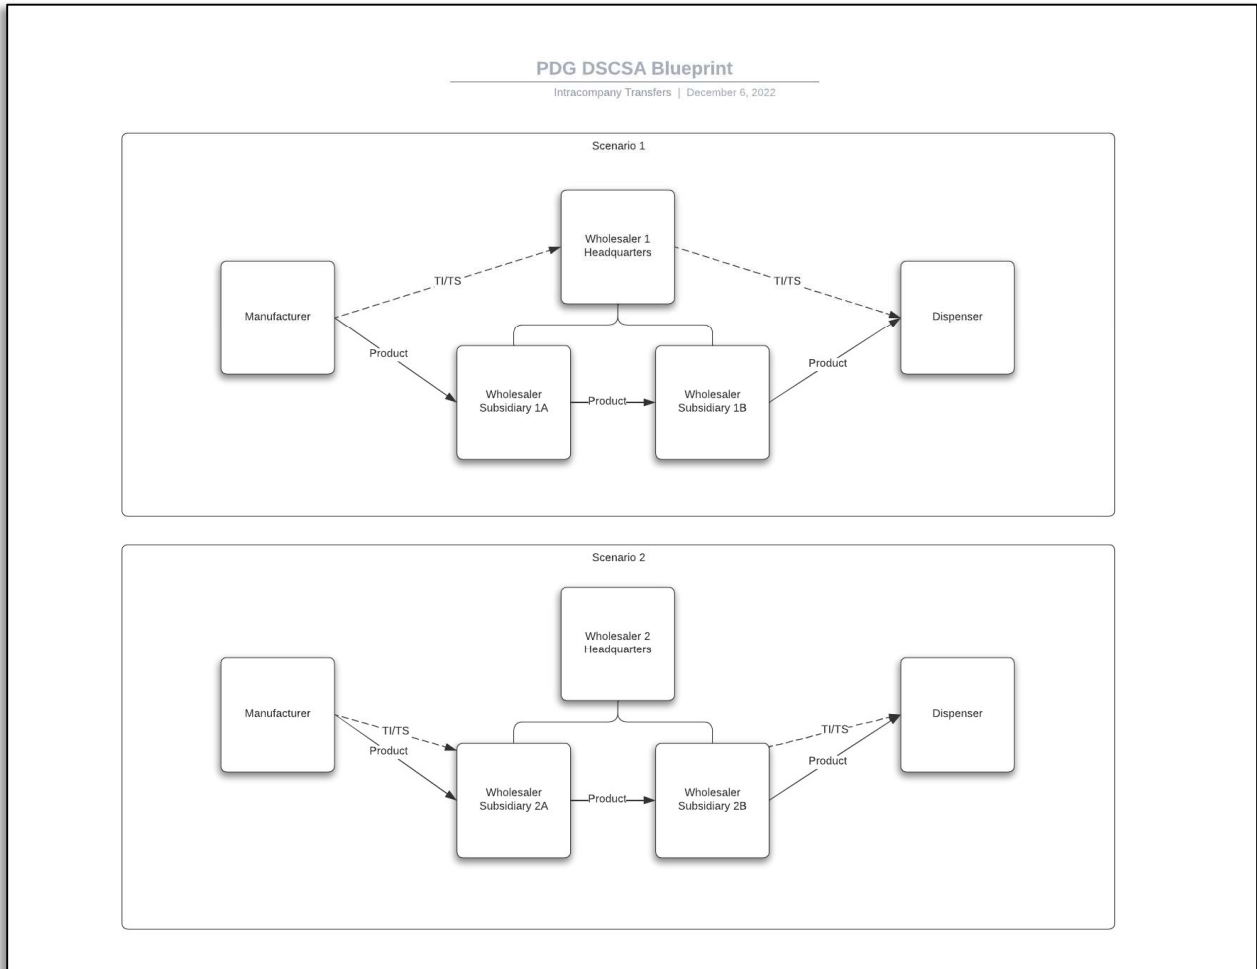 PDG DSCSA Blueprint
Intracompany Transfers | December 6, 2022
Scenario 1
Wholesaler 1
Headquarters
TI/TS
TI/TS
Manufacturer
Dispenser
Product
Product
Wholesaler
Subsidiary 1A
Product
Wholesaler
Subsidiary 1B
Scenario 2
Wholesaler 2
Headquarters
Manufacturer
Dispenser
TI/TS
TI/TS
Product
Product
Wholesaler
Subsidiary 2A
Product
Wholesaler
Subsidiary 2B